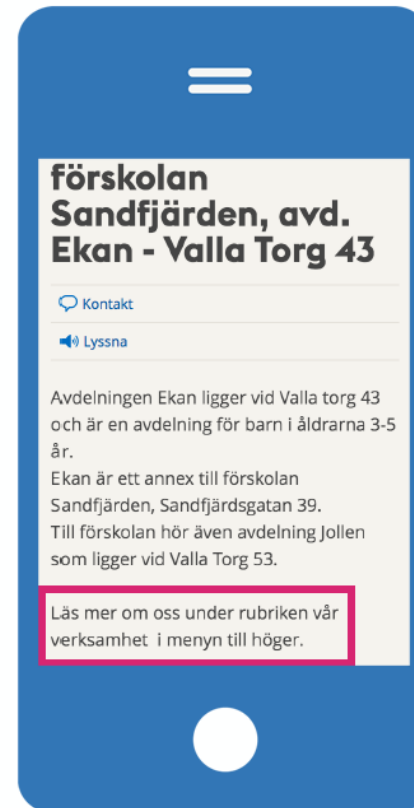 förskolan
Sandfjärden, avd.
Ekan - Valla Torg 43
Kontakt
Lyssna
Avdelningen Ekan ligger vid Valla torg 43
och är en avdelning för barn i åldrarna 3-5
år.
Ekan är ett annex till förskolan
Sandfjärden, Sandfjärdsgatan 39.
Till förskolan hör även avdelning Jollen
som ligger vid Valla Torg 53.
Läs mer om oss under rubriken vår
verksamhet i menyn till höger.